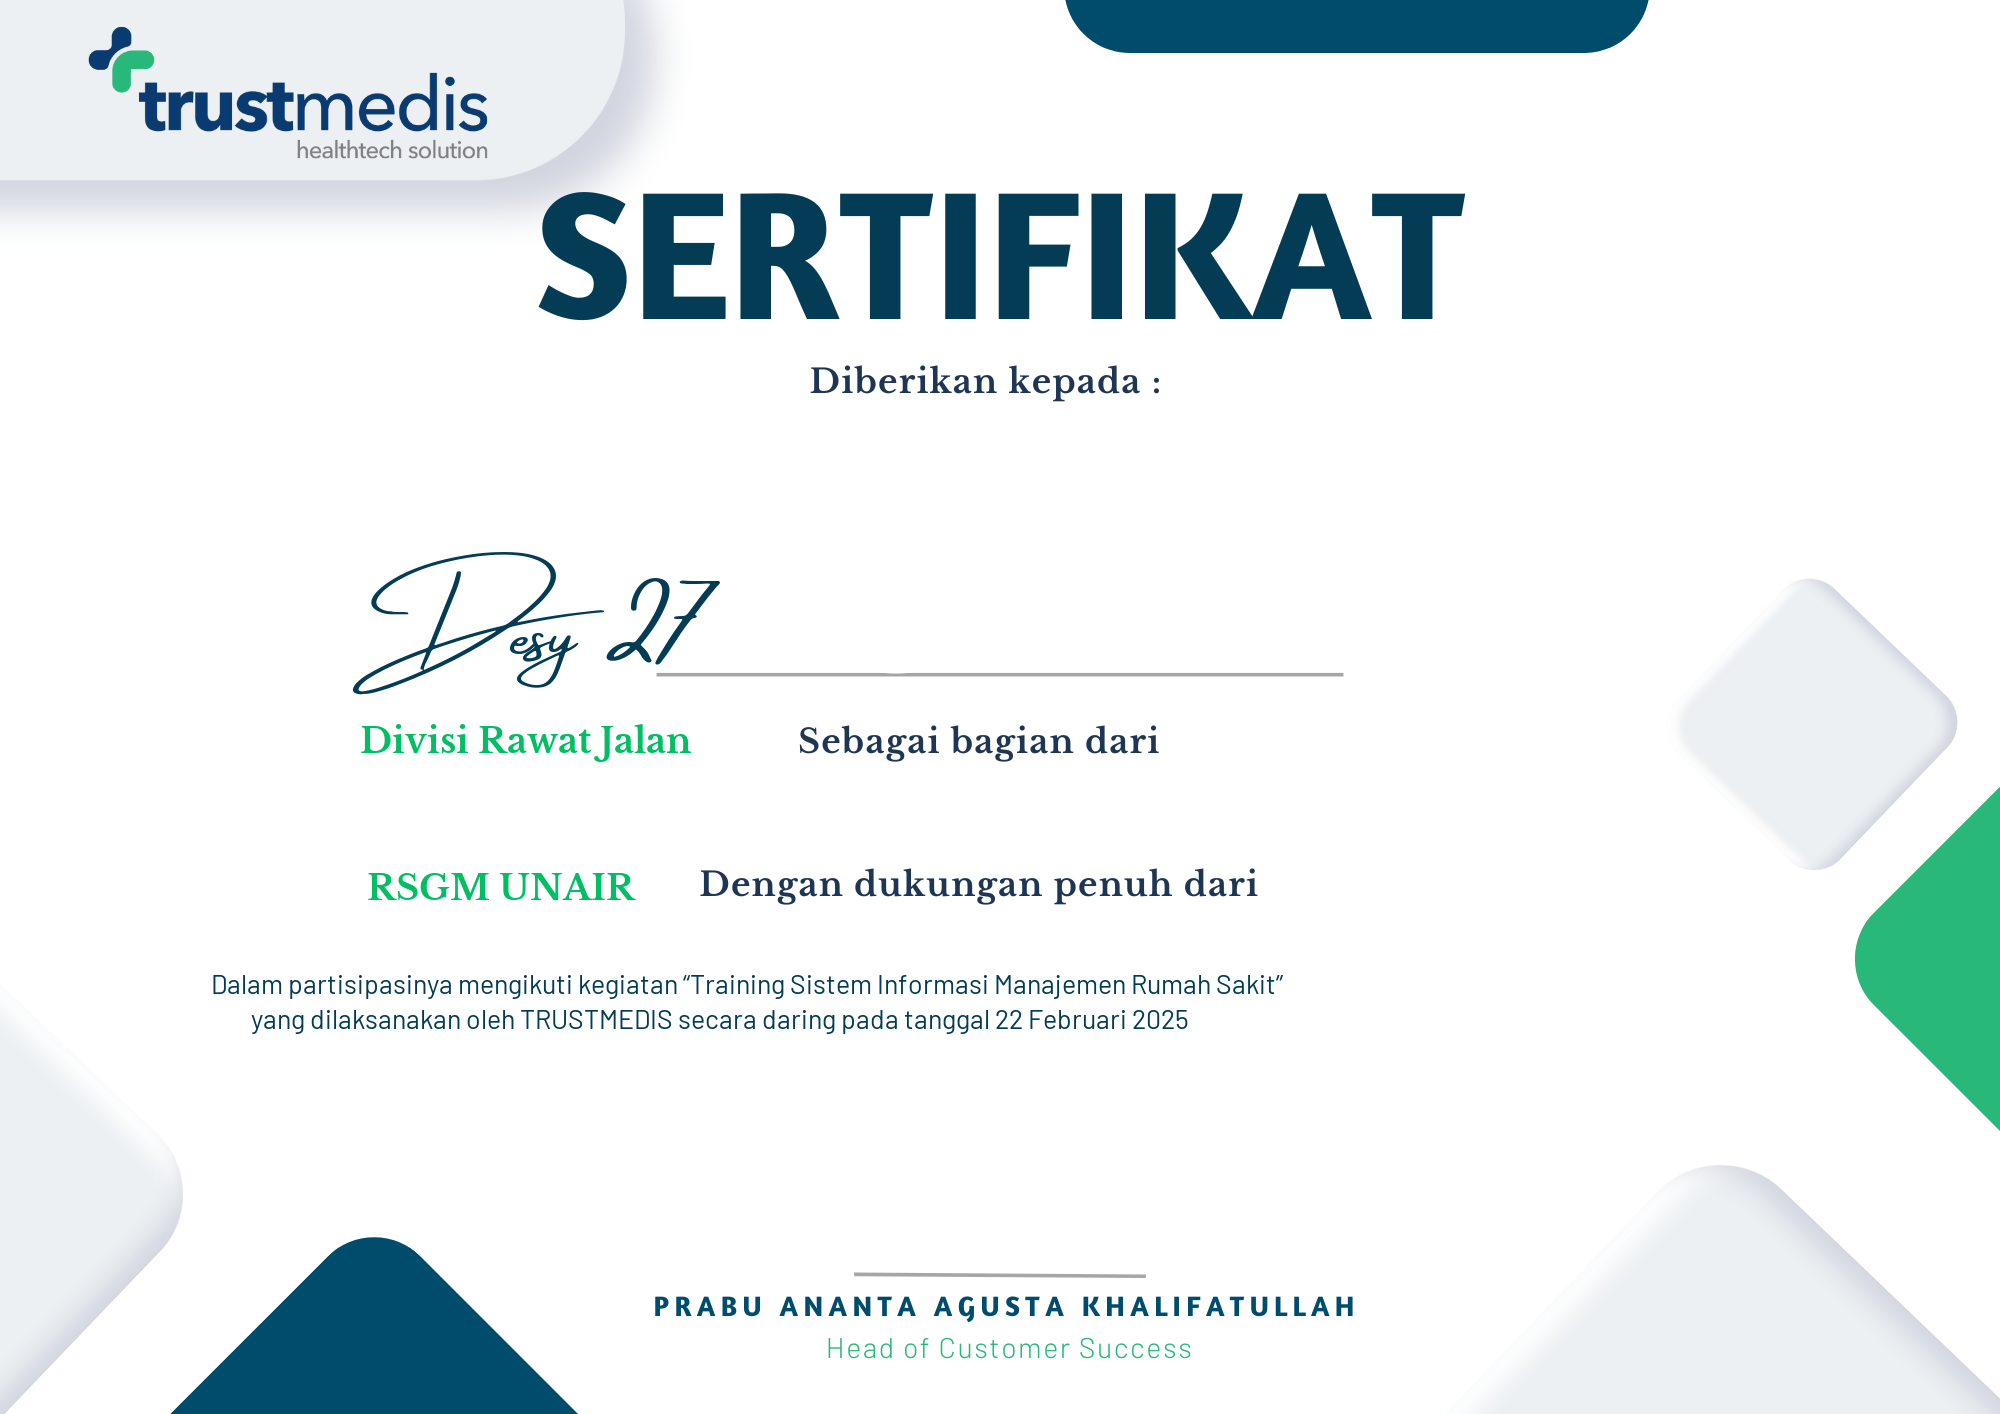 trustmedis
healthtech solution
SERTIFIKAT
Diberikan kepada :
Desy 27
Divisi Rawat Jalan Sebagai bagian dari
RSGM UNAIR Dengan dukungan penuh dari
Dalam partisipasinya mengikuti kegiatan “Training Sistem Informasi Manajemen Rumah Sakit”
yang dilaksanakan oleh TRUSTMEDIS secara daring pada tanggal 22 Februari 2025
PRABU ANANTA AGUSTA KHALIFATULLAH
Head of Customer Success